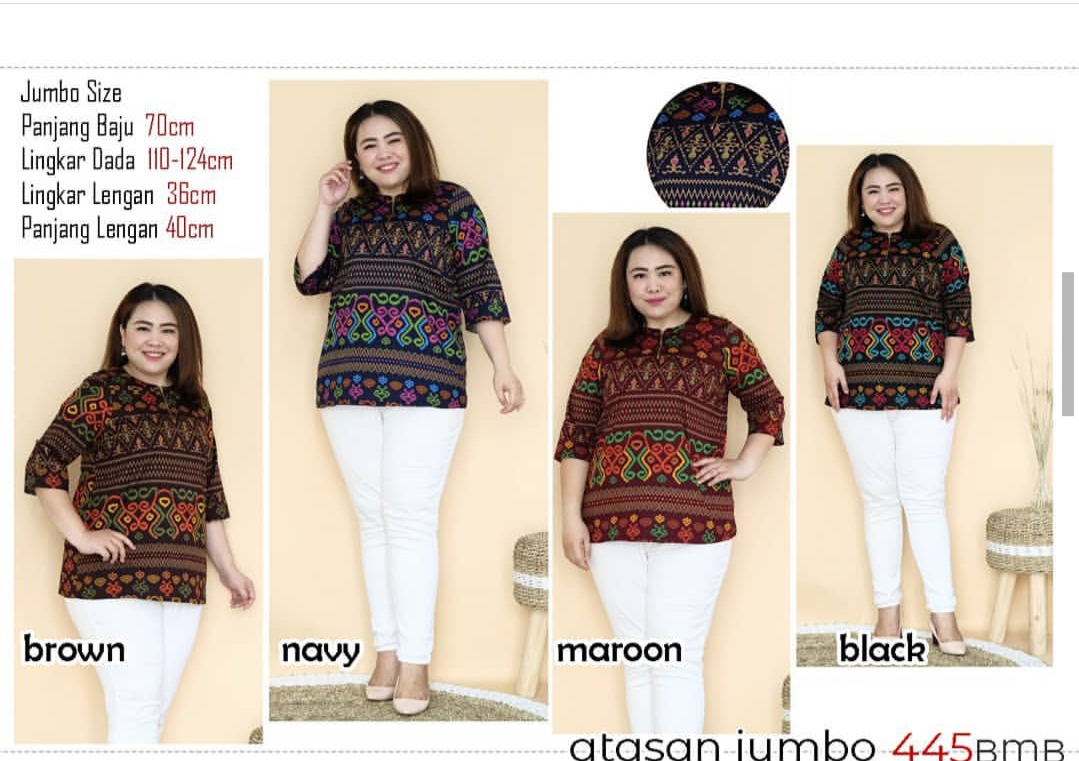 Jumbo Size
Panjang Baju 70cm
Lingkar Dada 110-124cm
Lingkar Lengan 36cm
Panjang Lengan 40cm
brown
navy
maroon
black
atasan jumbo 445BMB